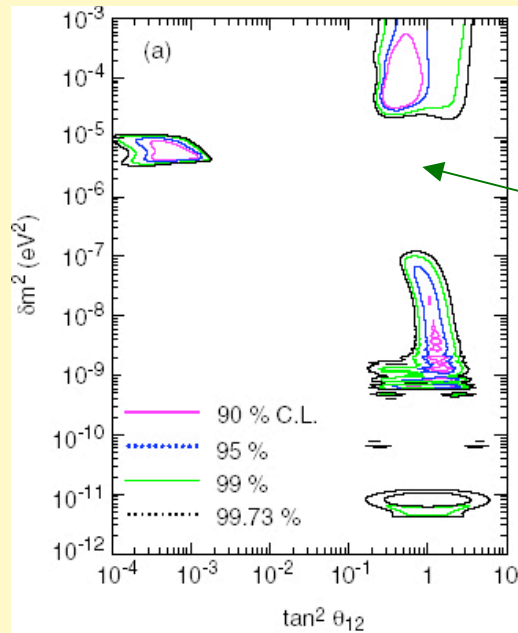 (a)
δm² (eV²)
10⁻³
10⁻⁴
10⁻⁵
10⁻⁶
10⁻⁷
10⁻⁸
10⁻⁹
10⁻¹⁰
10⁻¹¹
10⁻¹²
90 % C.L.
95 %
99 %
99.73 %
10⁻⁴ 10⁻³ 10⁻² 10⁻¹ 1 10
tan² θ₁₂